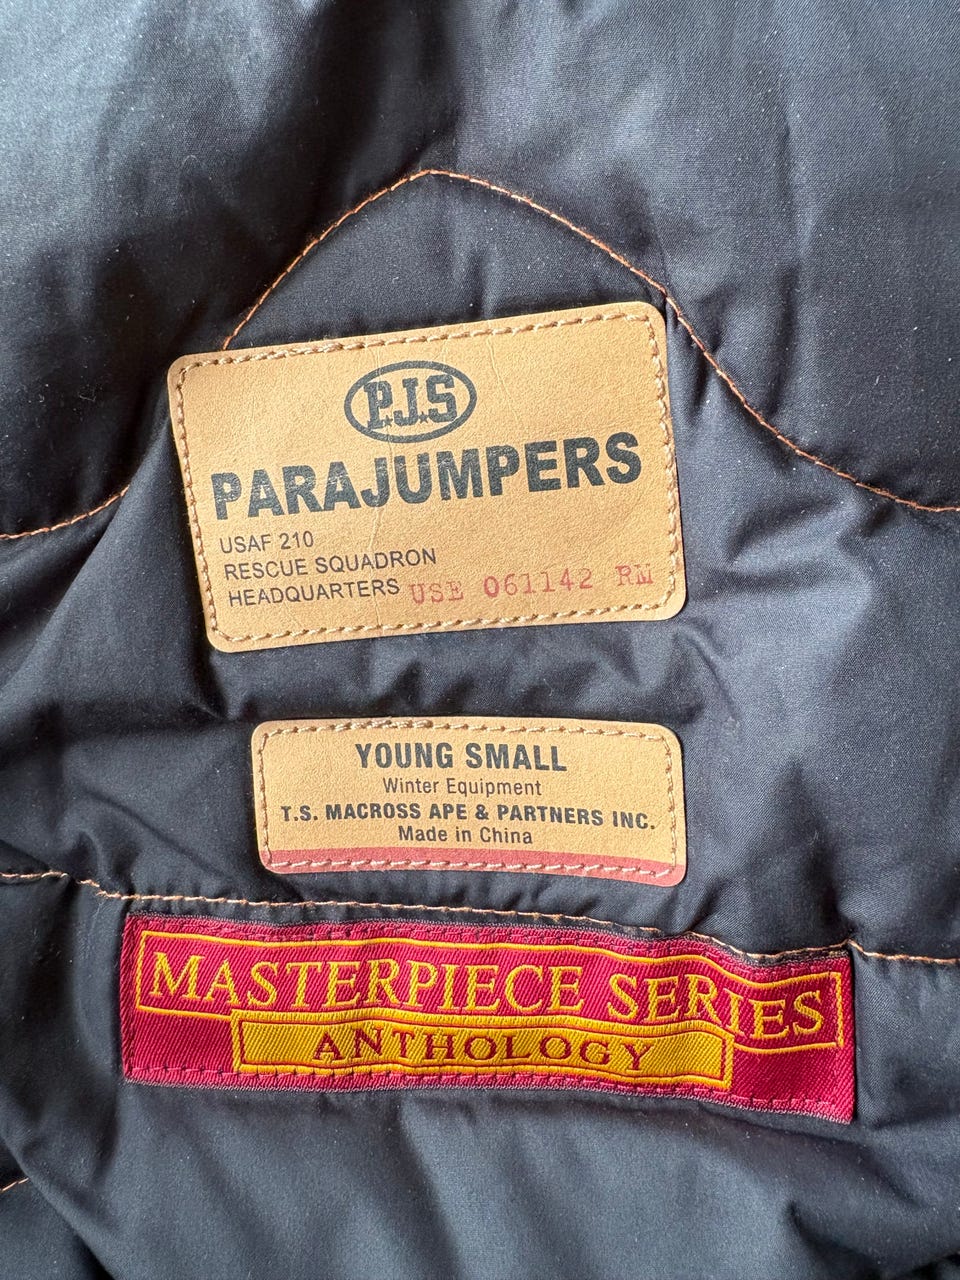 P.J.S
PARAJUMPERS
USAF 210
RESCUE SQUADRON
HEADQUARTERS USE 061142 RM
YOUNG SMALL
Winter Equipment
T.S. MACROSS APE & PARTNERS INC.
Made in China
MASTERPIECE SERIES
ANTHOLOGY